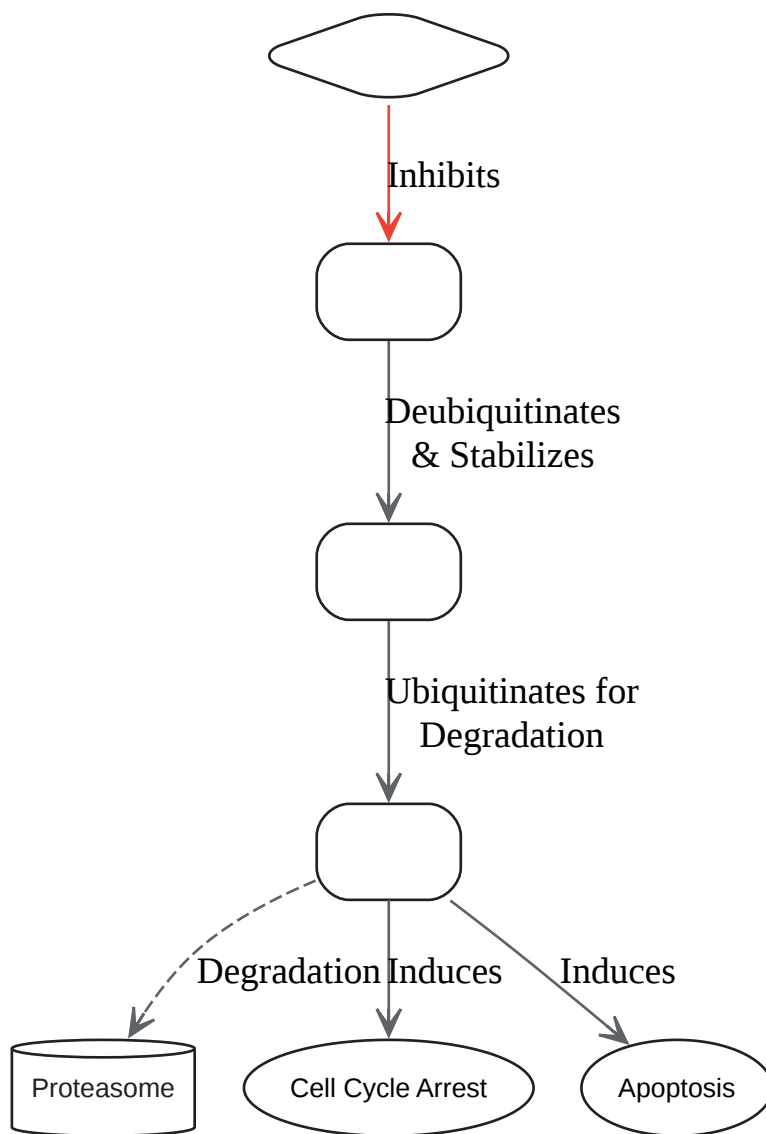 Inhibits
Deubiquitinates
& Stabilizes
Ubiquitinates for
Degradation
Degradation
Induces
Induces
Proteasome
Cell Cycle Arrest
Apoptosis